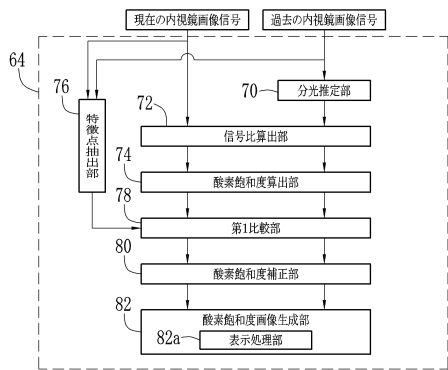 現在の内視鏡画像信号
過去の内視鏡画像信号
64
76
特徴点抽出部
70
分光推定部
72
信号比算出部
74
酸素飽和度算出部
78
第1比較部
80
酸素飽和度補正部
82
酸素飽和度画像生成部
82a
表示処理部